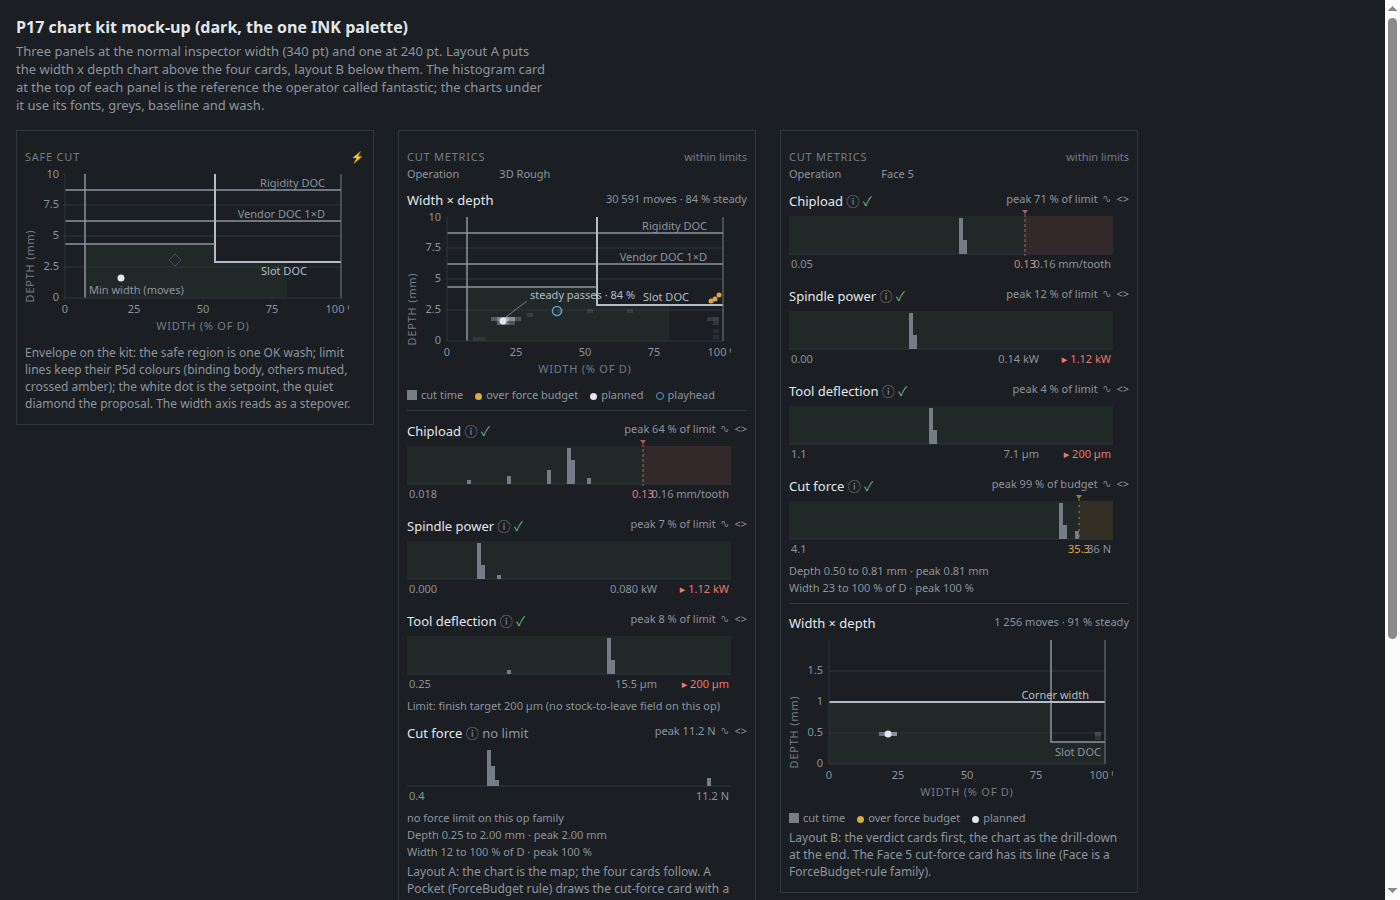 P17 chart kit mock-up (dark, the one INK palette)
Three panels at the normal inspector width (340 pt) and one at 240 pt. Layout A puts
the width x depth chart above the four cards, layout B below them. The histogram card
at the top of each panel is the reference the operator called fantastic; the charts under
it use its fonts, greys, baseline and wash.
SAFE CUT ⚡
10
7.5
5
2.5
0
DEPTH (mm)
Rigidity DOC
Vendor DOC 1×D
Slot DOC
Min width (moves)
0 25 50 75 100
WIDTH (% OF D)
Envelope on the kit: the safe region is one OK wash; limit
lines keep their P5d colours (binding body, others muted,
crossed amber); the white dot is the setpoint, the quiet
diamond the proposal. The width axis reads as a stepover.
CUT METRICS within limits
Operation 3D Rough
Width × depth 30 591 moves · 84 % steady
10
7.5
5
2.5
0
DEPTH (mm)
Rigidity DOC
Vendor DOC 1×D
steady passes · 84 % Slot DOC
0 25 50 75 100
WIDTH (% OF D)
cut time over force budget planned playhead
Chipload ⓘ ✓ peak 64 % of limit ∿ <>
0.018 0.13 0.16 mm/tooth
Spindle power ⓘ ✓ peak 7 % of limit ∿ <>
0.000 0.080 kW ▸ 1.12 kW
Tool deflection ⓘ ✓ peak 8 % of limit ∿ <>
0.25 15.5 µm ▸ 200 µm
Limit: finish target 200 µm (no stock-to-leave field on this op)
Cut force ⓘ no limit peak 11.2 N ∿ <>
0.4 11.2 N
no force limit on this op family
Depth 0.25 to 2.00 mm · peak 2.00 mm
Width 12 to 100 % of D · peak 100 %
Layout A: the chart is the map; the four cards follow. A
Pocket (ForceBudget rule) draws the cut-force card with a
CUT METRICS within limits
Operation Face 5
Chipload ⓘ ✓ peak 71 % of limit ∿ <>
0.05 0.13 0.16 mm/tooth
Spindle power ⓘ ✓ peak 12 % of limit ∿ <>
0.00 0.14 kW ▸ 1.12 kW
Tool deflection ⓘ ✓ peak 4 % of limit ∿ <>
1.1 7.1 µm ▸ 200 µm
Cut force ⓘ ✓ peak 99 % of budget ∿ <>
4.1 35.3 36 N
Depth 0.50 to 0.81 mm · peak 0.81 mm
Width 23 to 100 % of D · peak 100 %
Width × depth 1 256 moves · 91 % steady
1.5
1
0.5
0
DEPTH (mm)
Corner width
Slot DOC
0 25 50 75 100
WIDTH (% OF D)
cut time over force budget planned
Layout B: the verdict cards first, the chart as the drill-down
at the end. The Face 5 cut-force card has its line (Face is a
ForceBudget-rule family).